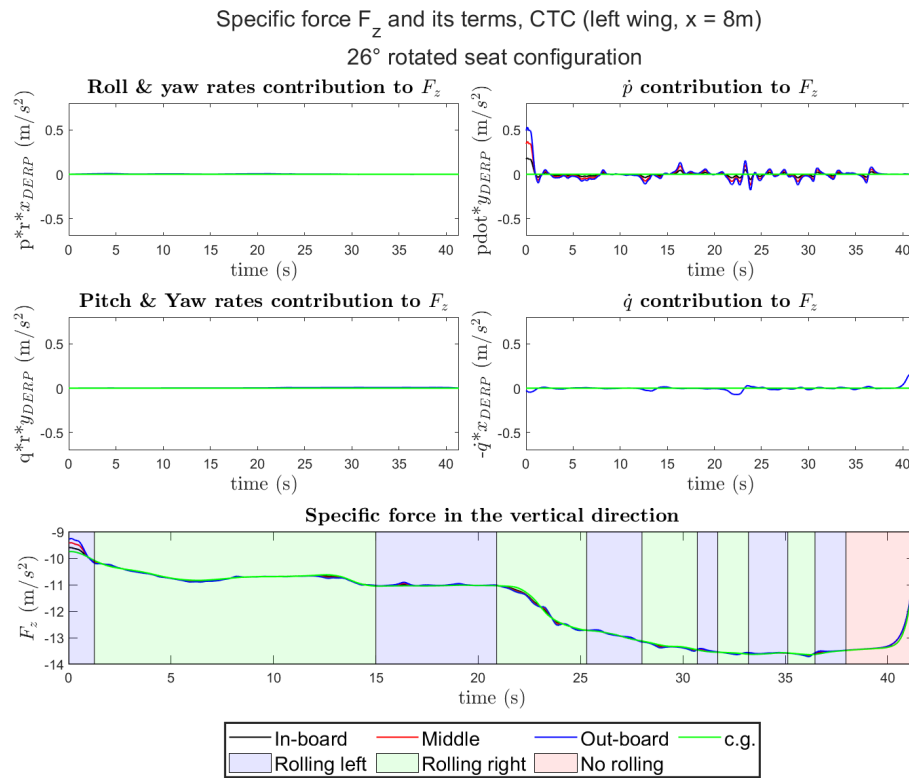 Specific force F_z and its terms, CTC (left wing, x = 8m)
26° rotated seat configuration
Roll & yaw rates contribution to F_z
p*r*x_DERP (m/s²)
0.5
0
-0.5
0 5 10 15 20 25 30 35 40
time (s)
ṗ contribution to F_z
pdot*y_DERP (m/s²)
0.5
0
-0.5
0 5 10 15 20 25 30 35 40
time (s)
Pitch & Yaw rates contribution to F_z
q*r*y_DERP (m/s²)
0.5
0
-0.5
0 5 10 15 20 25 30 35 40
time (s)
q̇ contribution to F_z
-q̇*x_DERP (m/s²)
0.5
0
-0.5
0 5 10 15 20 25 30 35 40
time (s)
Specific force in the vertical direction
F_z (m/s²)
-9
-10
-11
-12
-13
-14
0 5 10 15 20 25 30 35 40
time (s)
In-board Middle Out-board c.g.
Rolling left Rolling right No rolling